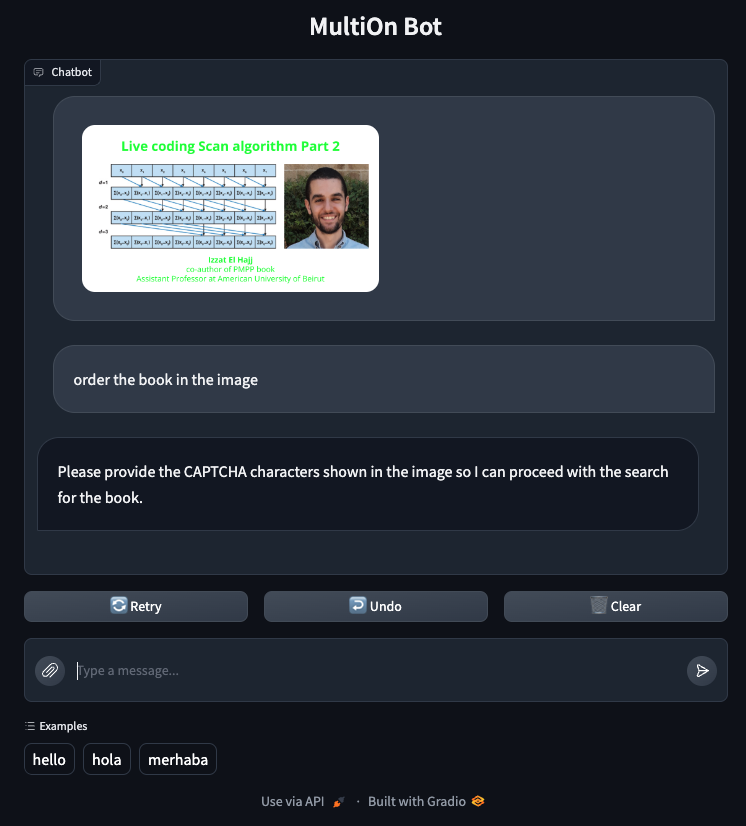 MultiOn Bot
Chatbot
Live coding Scan algorithm Part 2
d=1
d=2
d=3
Izzat El Hajj
co-author of PMPP book
Assistant Professor at American University of Beirut
order the book in the image
Please provide the CAPTCHA characters shown in the image so I can proceed with the search
for the book.
Retry
Undo
Clear
Type a message...
Examples
hello
hola
merhaba
Use via API
·
Built with Gradio